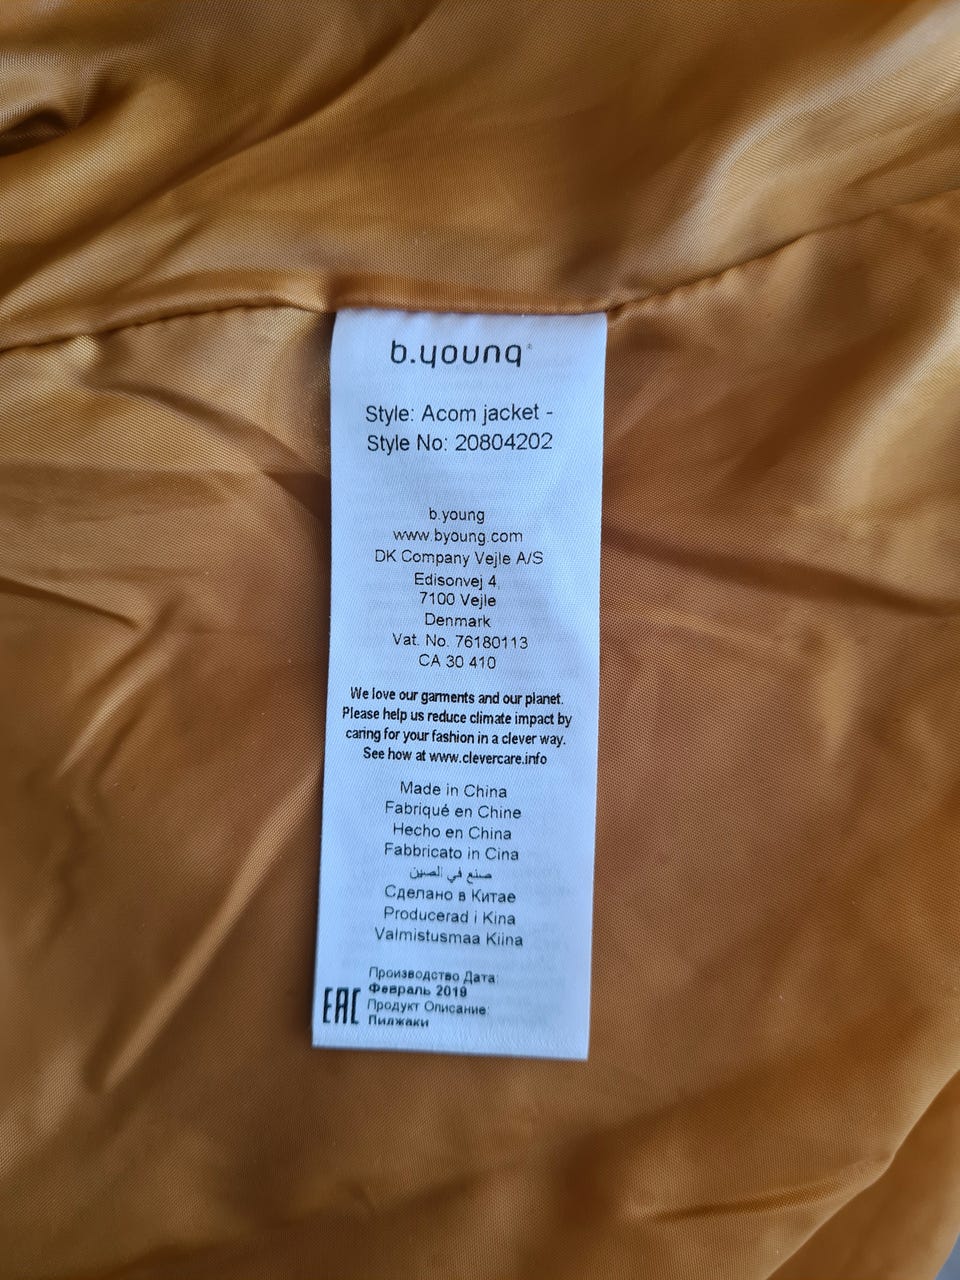 b.young®
Style: Acom jacket -
Style No: 20804202
b.young
www.byoung.com
DK Company Vejle A/S
Edisonvej 4,
7100 Vejle
Denmark
Vat. No. 76180113
CA 30 410
We love our garments and our planet.
Please help us reduce climate impact by
caring for your fashion in a clever way.
See how at www.clevercare.info
Made in China
Fabriqué en Chine
Hecho en China
Fabbricato in Cina
صنع في الصين
Сделано в Китае
Producerad i Kina
Valmistusmaa Kiina
Производство Дата:
Февраль 2019
EAC Продукт Описание:
Пиджаки